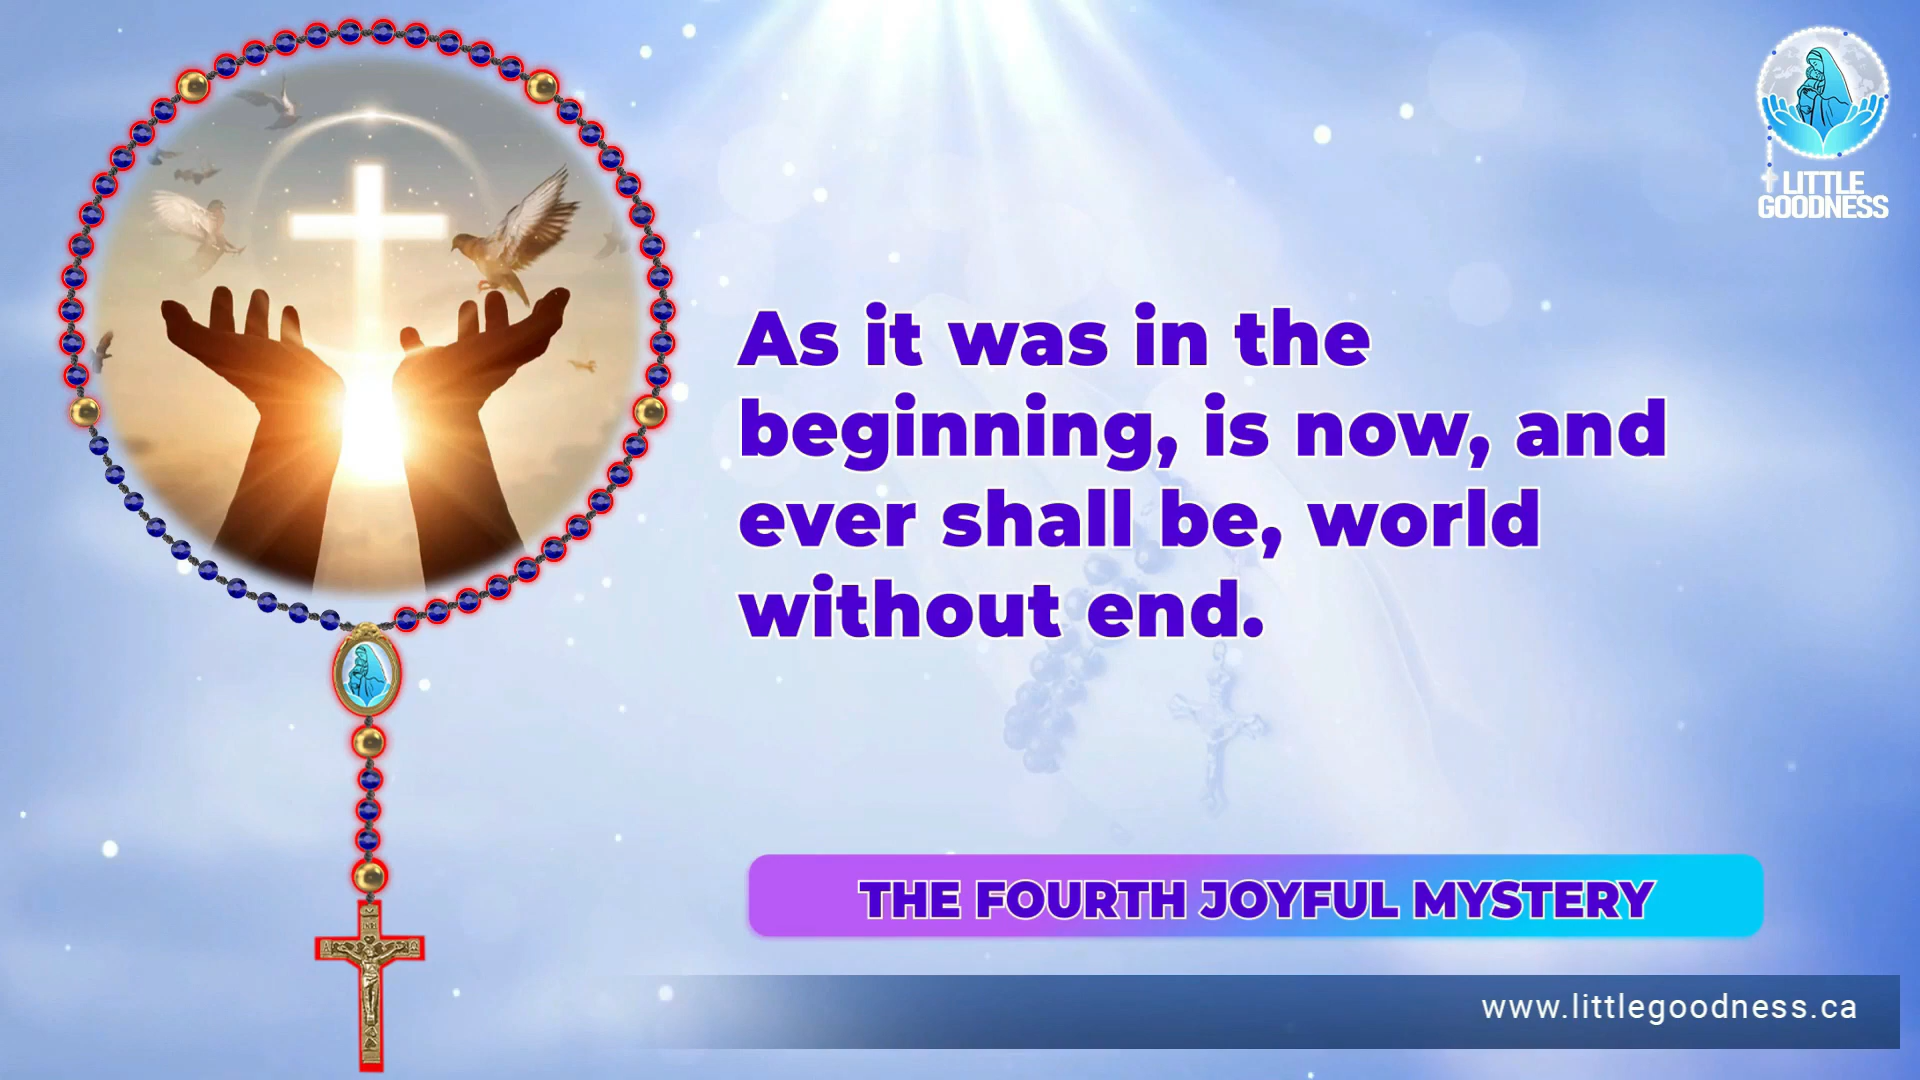 LITTLE
GOODNESS
As it was in the
beginning, is now, and
ever shall be, world
without end.
THE FOURTH JOYFUL MYSTERY
www.littlegoodness.ca